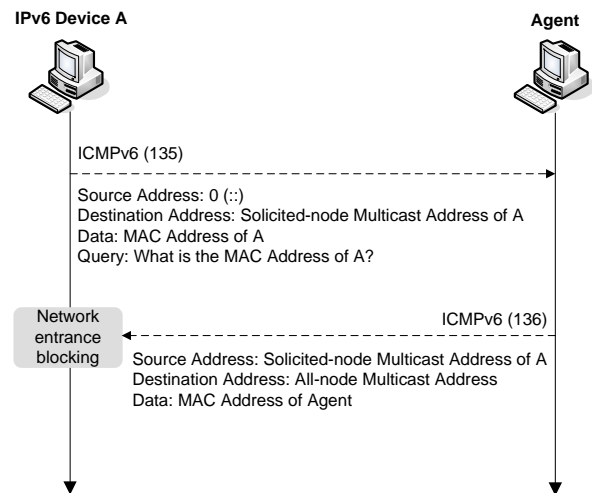 IPv6 Device A
Agent
ICMPv6 (135)
Source Address: 0 (::)
Destination Address: Solicited-node Multicast Address of A
Data: MAC Address of A
Query: What is the MAC Address of A?
Network
entrance
blocking
ICMPv6 (136)
Source Address: Solicited-node Multicast Address of A
Destination Address: All-node Multicast Address
Data: MAC Address of Agent